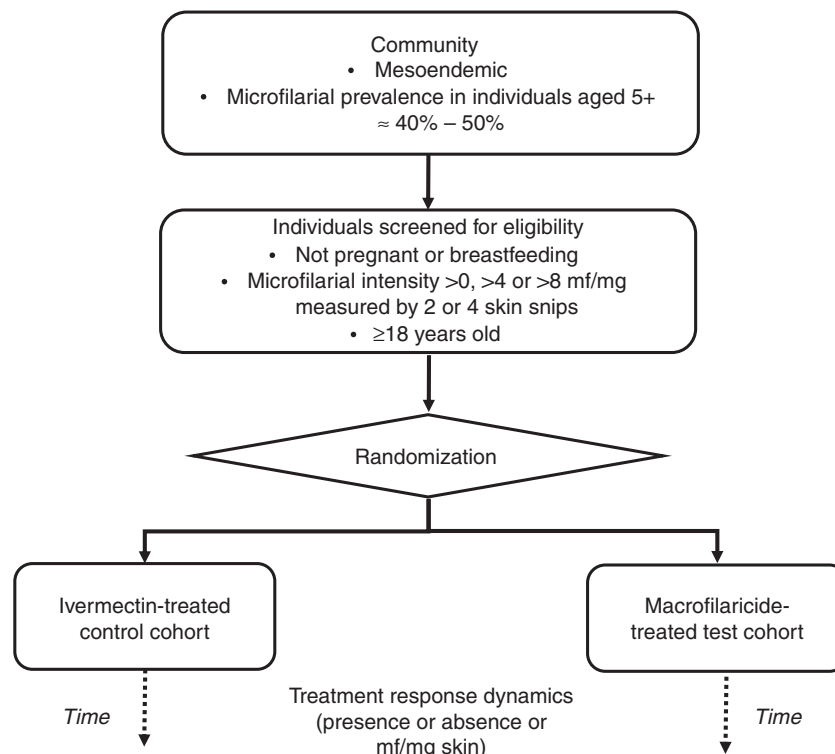 Community
• Mesoendemic
• Microfilarial prevalence in individuals aged 5+
≈ 40% – 50%
Individuals screened for eligibility
• Not pregnant or breastfeeding
• Microfilarial intensity >0, >4 or >8 mf/mg
measured by 2 or 4 skin snips
• ≥18 years old
Randomization
Ivermectin-treated
control cohort
Macrofilaricide-
treated test cohort
Time
Treatment response dynamics
(presence or absence or
mf/mg skin)
Time